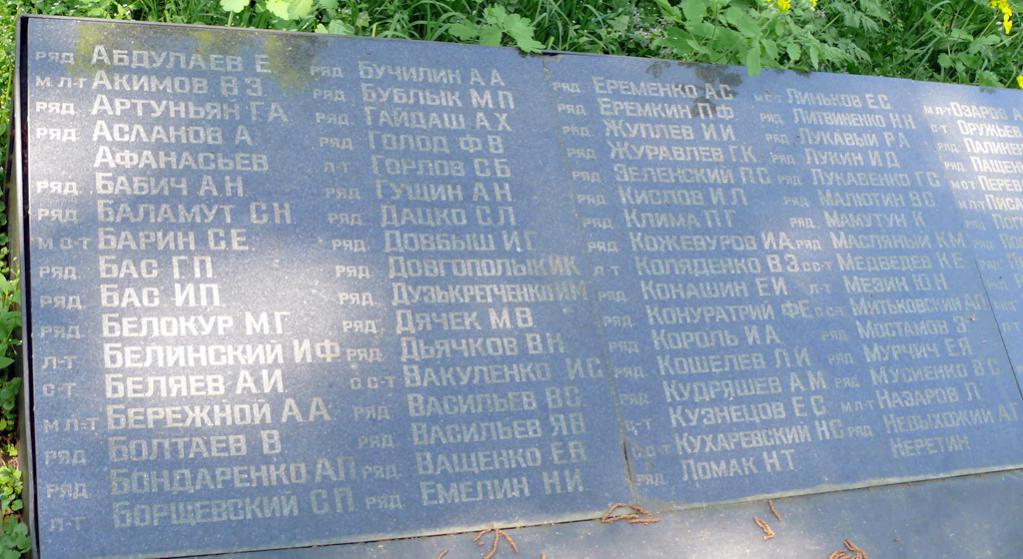 ряд АБДУЛАЕВ Е
м л-т АКИМОВ В.З.
ряд. АРТУНЬЯН Г.А.
ряд. АСЛАНОВ А
АФАНАСЬЕВ
ряд. БАБИЧ А.Н.
ряд. БАЛАМУТ С.Н
м с-т БАРИН С.Е.
ряд. БАС Г.П.
ряд. БАС И.П.
ряд. БЕЛОКУР М.Г
л-т БЕЛИНСКИЙ И.Ф.
с-т БЕЛЯЕВ А.И
м л-т БЕРЕЖНОЙ А.А.
ряд. БОЛТАЕВ В
ряд. БОНДАРЕНКО А.П.
л-т БОРЩЕВСКИЙ С.П
ряд. БУЧИЛИН А.А.
ряд. БУБЛЫК М.П
ряд. ГАЙДАШ А.Х
ряд. ГОЛОД Ф.В
л-т ГОРЛОВ С.Б
ряд ГУЩИН А.Н
ряд. ДАЦКО С.Л
ряд. ДОВБЫШ И.Г
ряд. ДОВГОПОЛЫК И.К
ряд. ДУЗЬКРЕТЧЕНКО И.М
ряд. ДЯЧЕК М.В.
ряд. ДЬЯЧКОВ В.Н
с с-т ВАКУЛЕНКО И.С
ряд. ВАСИЛЬЕВ В.С
ряд. ВАСИЛЬЕВ Я.В
ряд. ВАЩЕНКО Е.В
ряд. ЕМЕЛИН Н.И.
ряд. ЕРЕМЕНКО А.С
ряд. ЕРЕМКИН П.Ф
ряд. ЖУПЛЕВ И.И
ряд. ЖУРАВЛЕВ Г.К.
ряд. ЗЕЛЕНСКИЙ П.С
ряд. КИСЛОВ И.Л
ряд. КЛИМА П.Г
ряд. КОЖЕВУРОВ И.А.
л-т КОЛЯДЕНКО В.З
ряд. КОНАШИН Е.И
ряд. КОНУРАТРИЙ Ф.Е
ряд. КОРОЛЬ И.А
ряд. КОШЕЛЕВ Л.И
ряд. КУДРЯШЕВ А.М.
КУЗНЕЦОВ Е.С
с с-т КУХАРЕВСКИЙ Н.С
ряд. ЛОМАК Н.Т
ЛИНЬКОВ Е.С.
ряд. ЛИТВИНЕНКО Н.Н
ряд. ЛУКАВЫЙ Р.А
ряд. ЛУКИН И.Д
ряд. ЛУКАВЕНКО Г.С
ряд. МАЛЮТИН В.С
ряд. МАМУТУН К
ряд. МАСЛЯНЫЙ К.М
с с-т МЕДВЕДЕВ К.Е
л-т МЕЗИН Ю.Н
с с-т МИТЬКОВСКИЙ А.П
ряд. МОСТАМОН З
ряд. МУРЧИЧ Е.Я
ряд. МУСИЕНКО В.С
м л-т НАЗАРОВ Л
ряд. НЕВЫХОЖИЙ А.Г
НЕРЕТИН
м л-т ОЗАРОВ
с-т ОРУЖЬЕВ
ряд.
ряд.
м с-т
м л-т